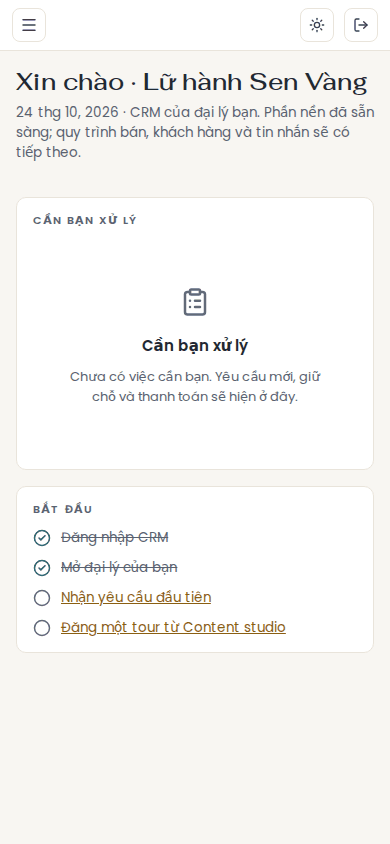 Xin chào · Lữ hành Sen Vàng
24 thg 10, 2026 · CRM của đại lý bạn. Phần nền đã sẵn
sàng; quy trình bán, khách hàng và tin nhắn sẽ có
tiếp theo.
CẦN BẠN XỬ LÝ
Cần bạn xử lý
Chưa có việc cần bạn. Yêu cầu mới, giữ
chỗ và thanh toán sẽ hiện ở đây.
BẮT ĐẦU
Đăng nhập CRM
Mở đại lý của bạn
Nhận yêu cầu đầu tiên
Đăng một tour từ Content studio